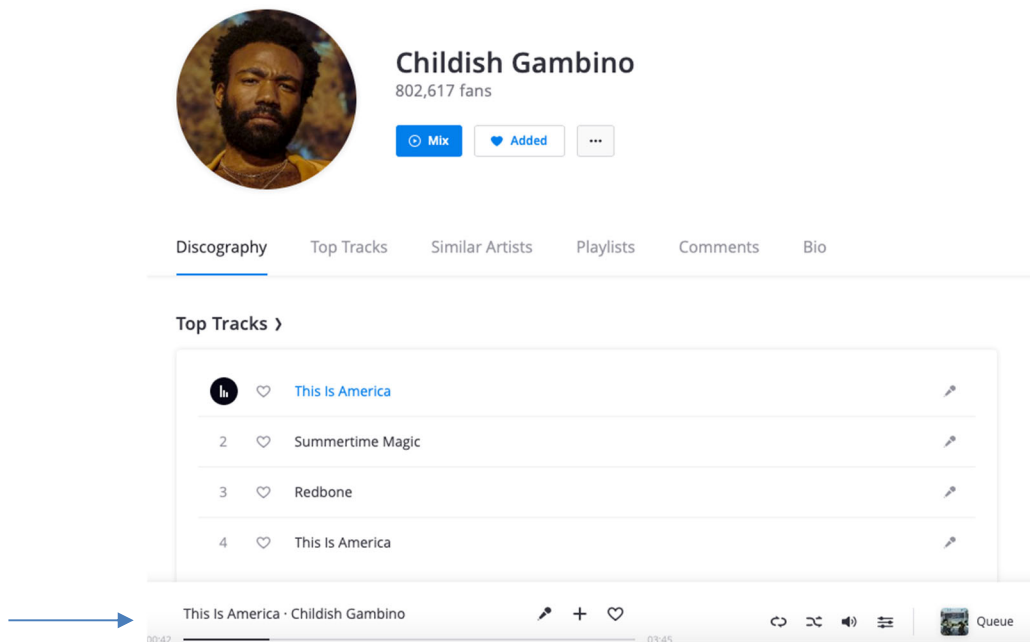 Childish Gambino
802,617 fans
Mix Added
Discography Top Tracks Similar Artists Playlists Comments Bio
Top Tracks ❯
This Is America
2 Summertime Magic
3 Redbone
4 This Is America
This Is America · Childish Gambino
00:42 03:45
Queue